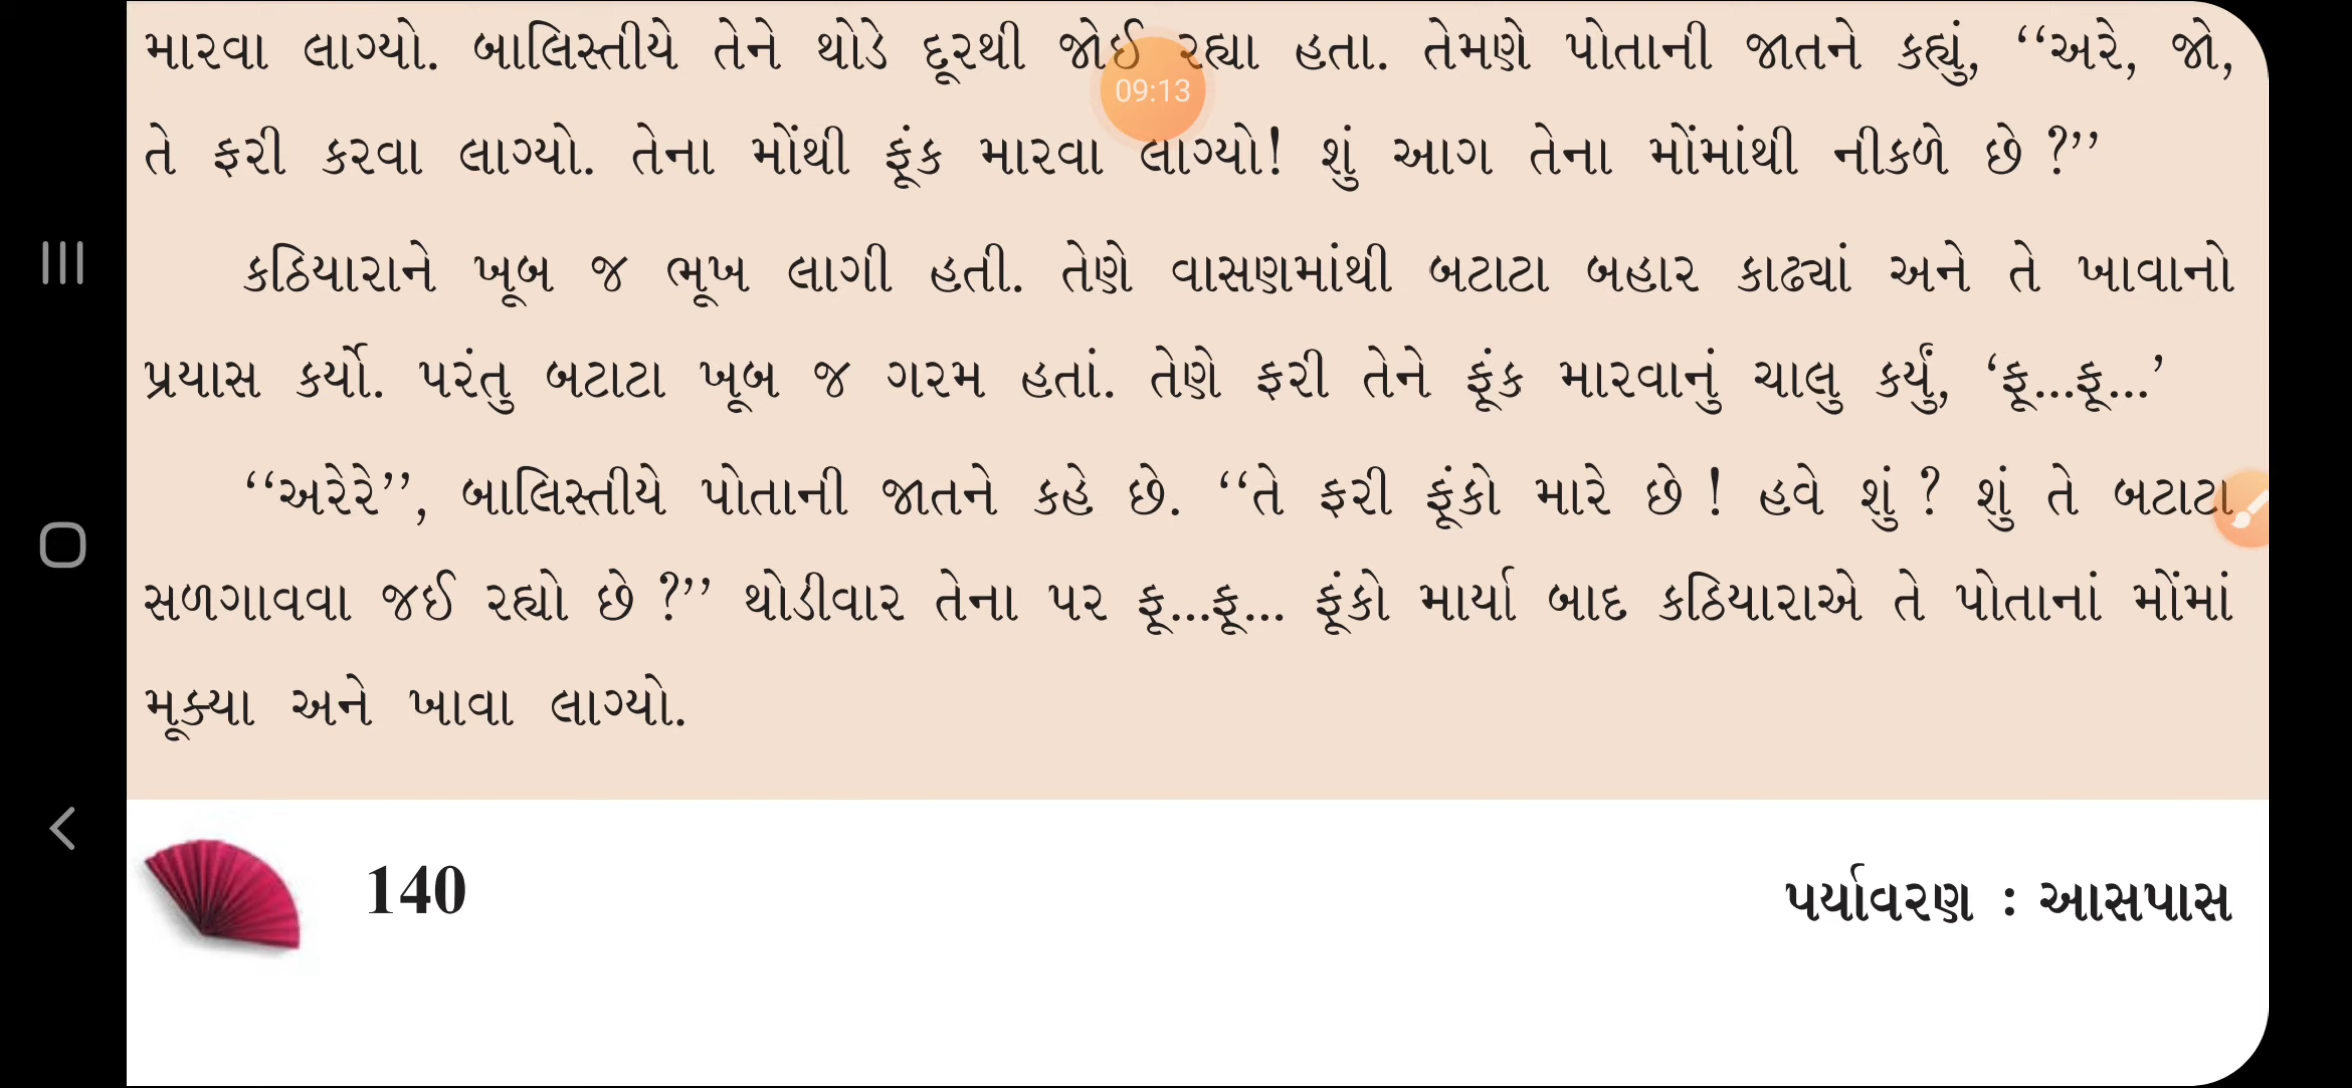 મારવા લાગ્યો. બાલિસ્તીયે તેને થોડે દૂરથી જોઈ રહ્યા હતા. તેમણે પોતાની જાતને કહ્યું, ‘‘અરે, જો,
09:13
તે ફરી કરવા લાગ્યો. તેના મોંથી ફૂંક મારવા લાગ્યો! શું આગ તેના મોંમાંથી નીકળે છે ?’’
કઠિયારાને ખૂબ જ ભૂખ લાગી હતી. તેણે વાસણમાંથી બટાટા બહાર કાઢ્યાં અને તે ખાવાનો
પ્રયાસ કર્યો. પરંતુ બટાટા ખૂબ જ ગરમ હતાં. તેણે ફરી તેને ફૂંક મારવાનું ચાલુ કર્યું, ‘ફૂ...ફૂ...’
‘‘અરેરે’’, બાલિસ્તીયે પોતાની જાતને કહે છે. ‘‘તે ફરી ફૂંકો મારે છે ! હવે શું ? શું તે બટાટા
સળગાવવા જઈ રહ્યો છે ?’’ થોડીવાર તેના પર ફૂ...ફૂ... ફૂંકો માર્યા બાદ કઠિયારાએ તે પોતાનાં મોંમાં
મૂક્યા અને ખાવા લાગ્યો.
140
પર્યાવરણ : આસપાસ